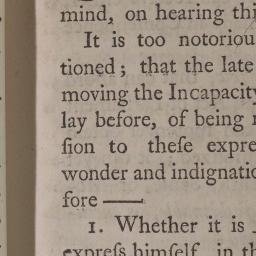 mind, on hearing thi
It is too notoriou
tioned; that the late
moving the Incapacity
lay before, of being
ſion to theſe expre
wonder and indignatio
fore ——
1. Whether it is
expreſs himſelf in th